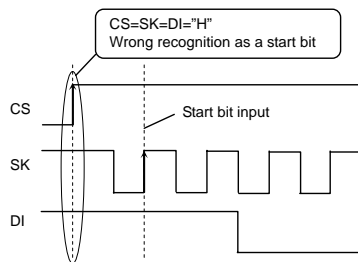 CS=SK=DI="H"
Wrong recognition as a start bit
CS
Start bit input
SK
DI